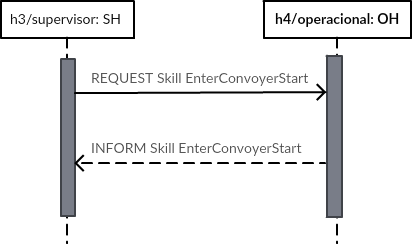 h3/supervisor: SH
h4/operacional: OH
REQUEST Skill EnterConvoyerStart
INFORM Skill EnterConvoyerStart